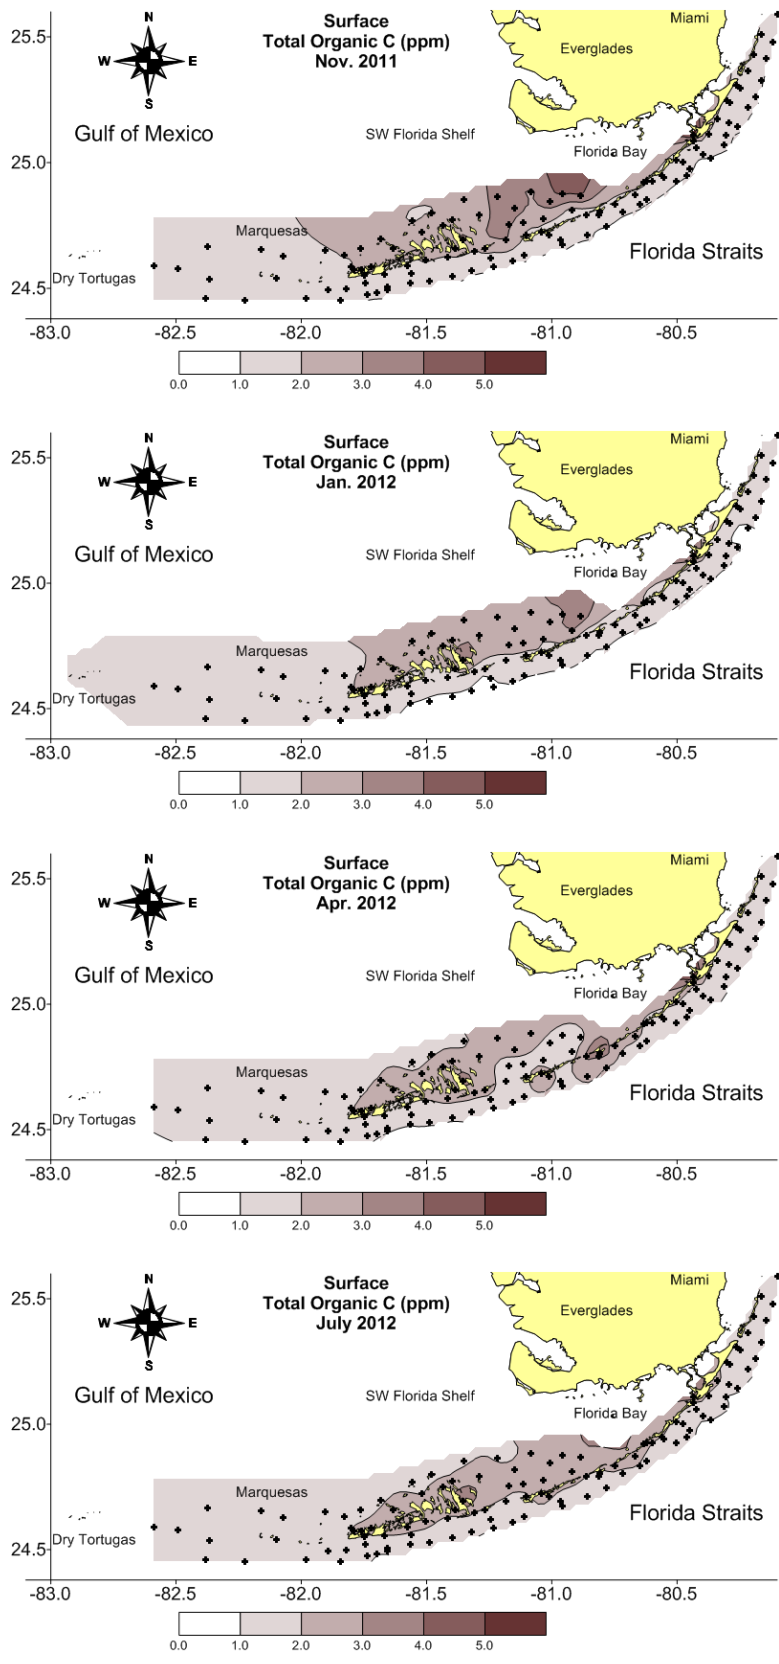 Surface
Total Organic C (ppm)
Nov. 2011
N
W
E
S
Miami
Everglades
Gulf of Mexico
SW Florida Shelf
Florida Bay
Marquesas
Dry Tortugas
Florida Straits
25.5
25.0
24.5
-83.0 -82.5 -82.0 -81.5 -81.0 -80.5
0.0 1.0 2.0 3.0 4.0 5.0
Surface
Total Organic C (ppm)
Jan. 2012
N
W
E
S
Miami
Everglades
Gulf of Mexico
SW Florida Shelf
Florida Bay
Marquesas
Dry Tortugas
Florida Straits
25.5
25.0
24.5
-83.0 -82.5 -82.0 -81.5 -81.0 -80.5
0.0 1.0 2.0 3.0 4.0 5.0
Surface
Total Organic C (ppm)
Apr. 2012
N
W
E
S
Miami
Everglades
Gulf of Mexico
SW Florida Shelf
Florida Bay
Marquesas
Dry Tortugas
Florida Straits
25.5
25.0
24.5
-83.0 -82.5 -82.0 -81.5 -81.0 -80.5
0.0 1.0 2.0 3.0 4.0 5.0
Surface
Total Organic C (ppm)
July 2012
N
W
E
S
Miami
Everglades
Gulf of Mexico
SW Florida Shelf
Florida Bay
Marquesas
Dry Tortugas
Florida Straits
25.5
25.0
24.5
-83.0 -82.5 -82.0 -81.5 -81.0 -80.5
0.0 1.0 2.0 3.0 4.0 5.0